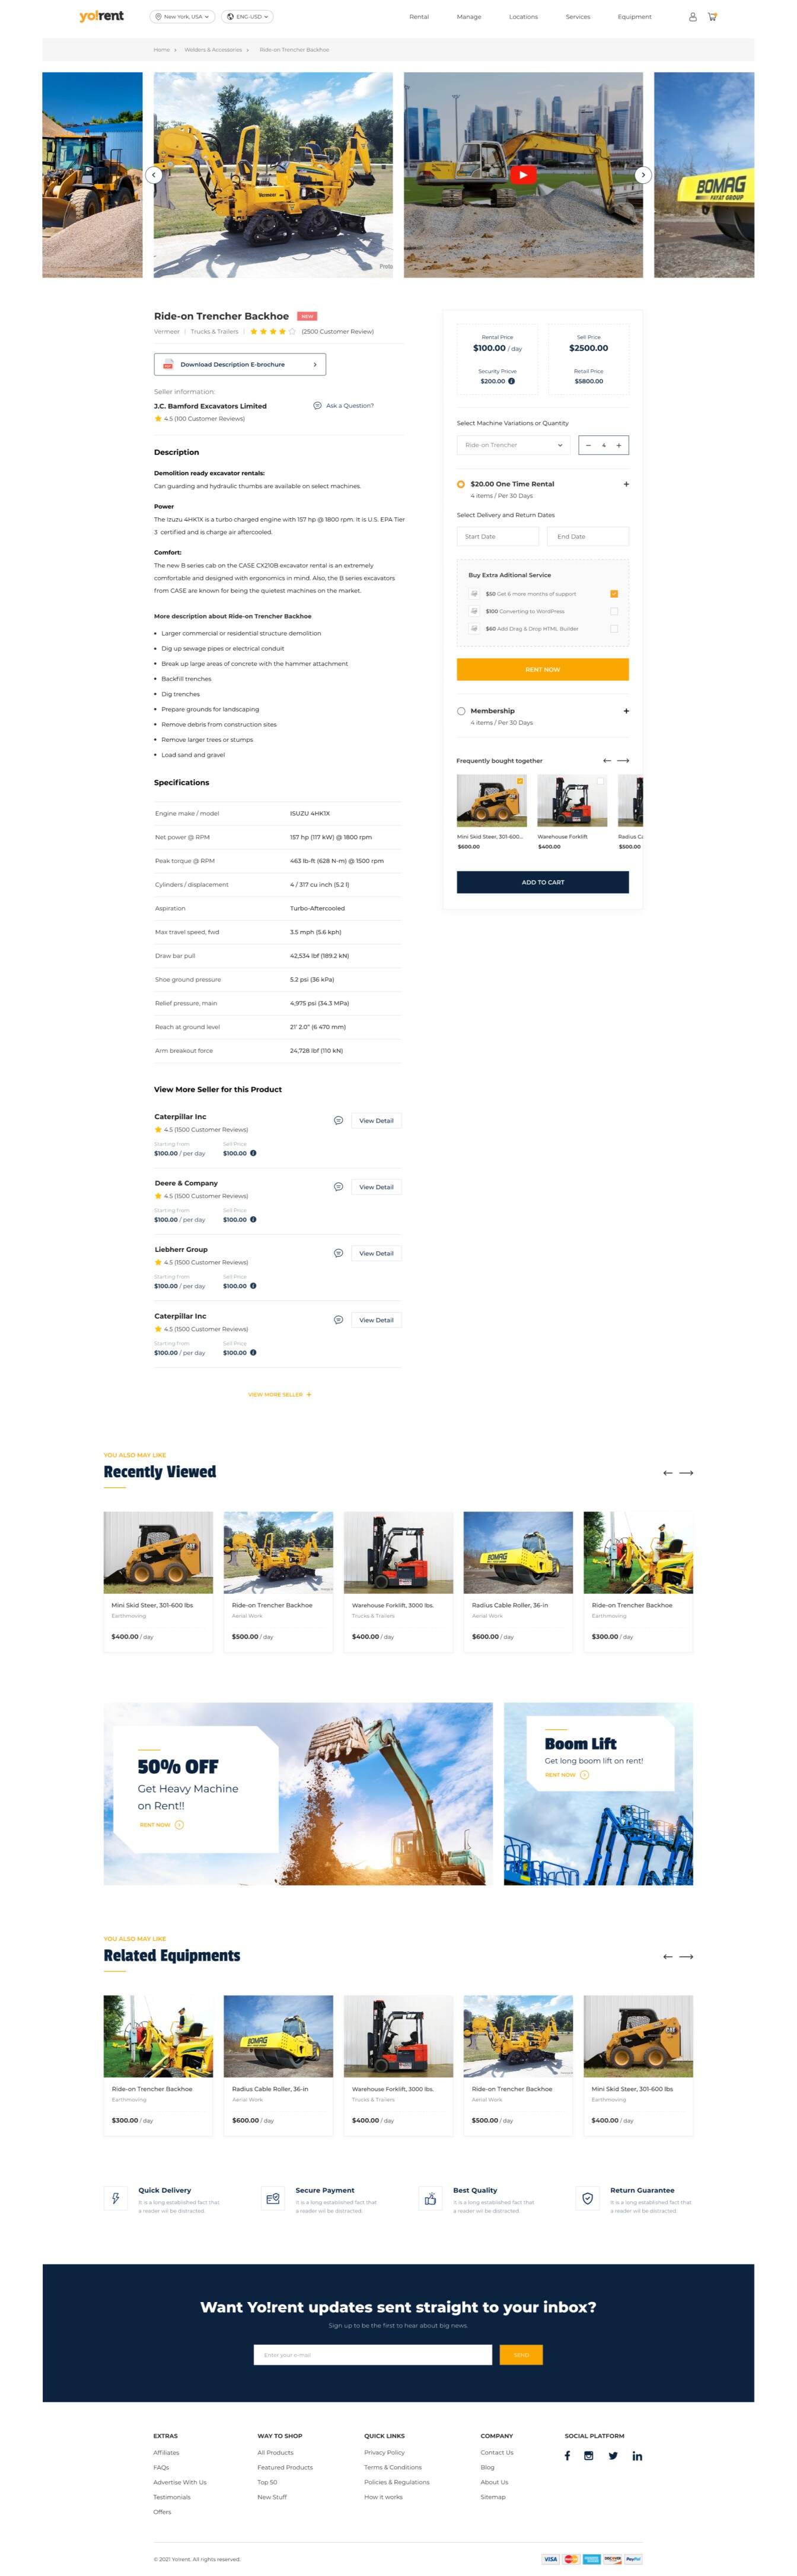 yo!rent
New York, USA
ENG-USD
Rental
Manage
Locations
Services
Equipment
Home
Welders & Accessories
Ride-on Trencher Backhoe
BOMAG
FAYAT GROUP
Ride-on Trencher Backhoe
NEW
Vermeer | Trucks & Trailers | (2500 Customer Review)
Download Description E-brochure
Seller information:
J.C. Bamford Excavators Limited
Ask a Question?
4.5 (100 Customer Reviews)
Description
Demolition ready excavator rentals:
Can guarding and hydraulic thumbs are available on select machines.
Power
The Izuzu 4HK1X is a turbo charged engine with 157 hp @ 1800 rpm. It is U.S. EPA Tier
3 certified and is charge air aftercooled.
Comfort:
The new B series cab on the CASE CX210B excavator rental is an extremely
comfortable and designed with ergonomics in mind. Also, the B series excavators
from CASE are known for being the quietest machines on the market.
More description about Ride-on Trencher Backhoe
Larger commercial or residential structure demolition
Dig up sewage pipes or electrical conduit
Break up large areas of concrete with the hammer attachment
Backfill trenches
Dig trenches
Prepare grounds for landscaping
Remove debris from construction sites
Remove larger trees or stumps
Load sand and gravel
Specifications
Engine make / model ISUZU 4HK1X
Net power @ RPM 157 hp (117 kW) @ 1800 rpm
Peak torque @ RPM 463 lb-ft (628 N-m) @ 1500 rpm
Cylinders / displacement 4 / 317 cu inch (5.2 l)
Aspiration Turbo-Aftercooled
Max travel speed, fwd 3.5 mph (5.6 kph)
Draw bar pull 42,534 lbf (189.2 kN)
Shoe ground pressure 5.2 psi (36 kPa)
Relief pressure, main 4,975 psi (34.3 MPa)
Reach at ground level 21' 2.0" (6 470 mm)
Arm breakout force 24,728 lbf (110 kN)
Rental Price
$100.00 / day
Security Pricue
$200.00
Sell Price
$2500.00
Retail Price
$5800.00
Select Machine Variations or Quantity
Ride-on Trencher
− 4 +
$20.00 One Time Rental +
4 items / Per 30 Days
Select Delivery and Return Dates
Start Date
End Date
Buy Extra Aditional Service
$50 Get 6 more months of support
$100 Converting to WordPress
$60 Add Drag & Drop HTML Builder
RENT NOW
Membership +
4 items / Per 30 Days
Frequently bought together
Mini Skid Steer, 301-600...
$600.00
Warehouse Forklift
$400.00
Radius Ca
$500.00
ADD TO CART
View More Seller for this Product
Caterpillar Inc
4.5 (1500 Customer Reviews)
View Detail
Starting from Sell Price
$100.00 / per day $100.00
Deere & Company
4.5 (1500 Customer Reviews)
View Detail
Starting from Sell Price
$100.00 / per day $100.00
Liebherr Group
4.5 (1500 Customer Reviews)
View Detail
Starting from Sell Price
$100.00 / per day $100.00
Caterpillar Inc
4.5 (1500 Customer Reviews)
View Detail
Starting from Sell Price
$100.00 / per day $100.00
VIEW MORE SELLER +
YOU ALSO MAY LIKE
Recently Viewed
Mini Skid Steer, 301-600 lbs
Earthmoving
$400.00 / day
Ride-on Trencher Backhoe
Aerial Work
$500.00 / day
Warehouse Forklift, 3000 lbs.
Trucks & Trailers
$400.00 / day
BOMAG
Radius Cable Roller, 36-in
Aerial Work
$600.00 / day
Ride-on Trencher Backhoe
Earthmoving
$300.00 / day
50% OFF
Get Heavy Machine
on Rent!!
RENT NOW
Boom Lift
Get long boom lift on rent!
RENT NOW
YOU ALSO MAY LIKE
Related Equipments
Ride-on Trencher Backhoe
Earthmoving
$300.00 / day
BOMAG
Radius Cable Roller, 36-in
Aerial Work
$600.00 / day
Warehouse Forklift, 3000 lbs.
Trucks & Trailers
$400.00 / day
Ride-on Trencher Backhoe
Aerial Work
$500.00 / day
Mini Skid Steer, 301-600 lbs
Earthmoving
$400.00 / day
Quick Delivery
It is a long established fact that
a reader wil be distracted
Secure Payment
It is a long established fact that
a reader wil be distracted
Best Quality
It is a long established fact that
a reader wil be distracted
Return Guarantee
It is a long established fact that
a reader wil be distracted
Want Yo!rent updates sent straight to your inbox?
Sign up to be the first to hear about big news.
Enter your e-mail
SEND
EXTRAS
Affiliates
FAQs
Advertise With Us
Testimonials
Offers
WAY TO SHOP
All Products
Featured Products
Top 50
New Stuff
QUICK LINKS
Privacy Policy
Terms & Conditions
Policies & Regulations
How it works
COMPANY
Contact Us
Blog
About Us
Sitemap
SOCIAL PLATFORM
© 2021 Yo!rent. All rights reserved.
VISA
PayPal